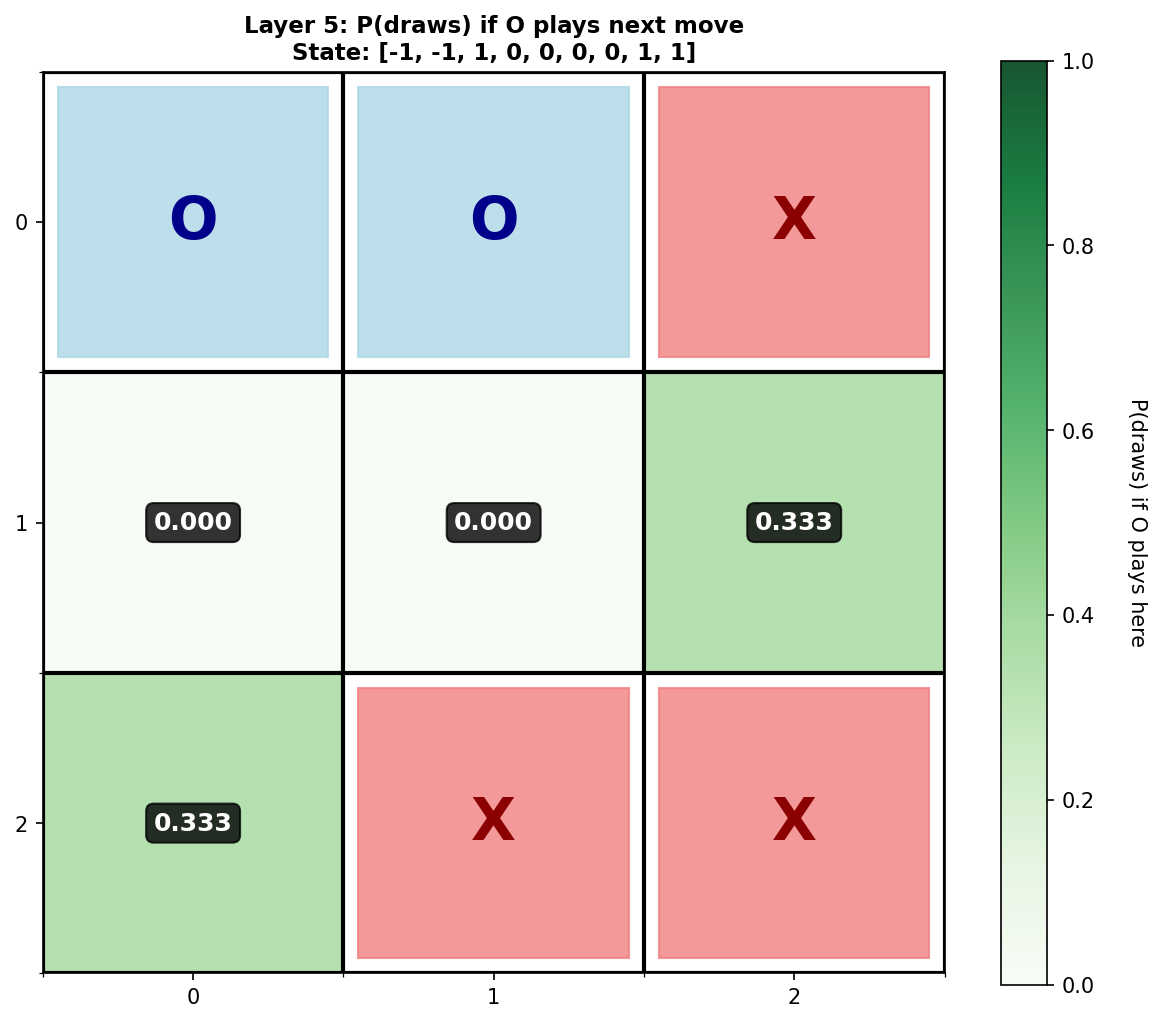 Layer 5: P(draws) if O plays next move
State: [-1, -1, 1, 0, 0, 0, 0, 1, 1]
0
O
O
X
1
0.000
0.000
0.333
2
0.333
X
X
0
1
2
1.0
0.8
0.6
0.4
0.2
0.0
P(draws) if O plays here